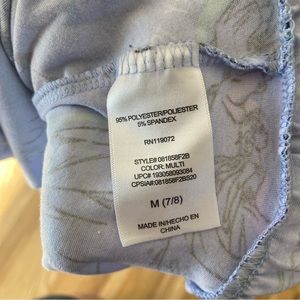 95% POLYESTER/POLIESTER
5% SPANDEX
RN119072
STYLE# 081858F2B
COLOR: MULTI
UPC# 193058093084
CPSIA#:081858F2BS20
M (7/8)
MADE IN/HECHO EN
CHINA